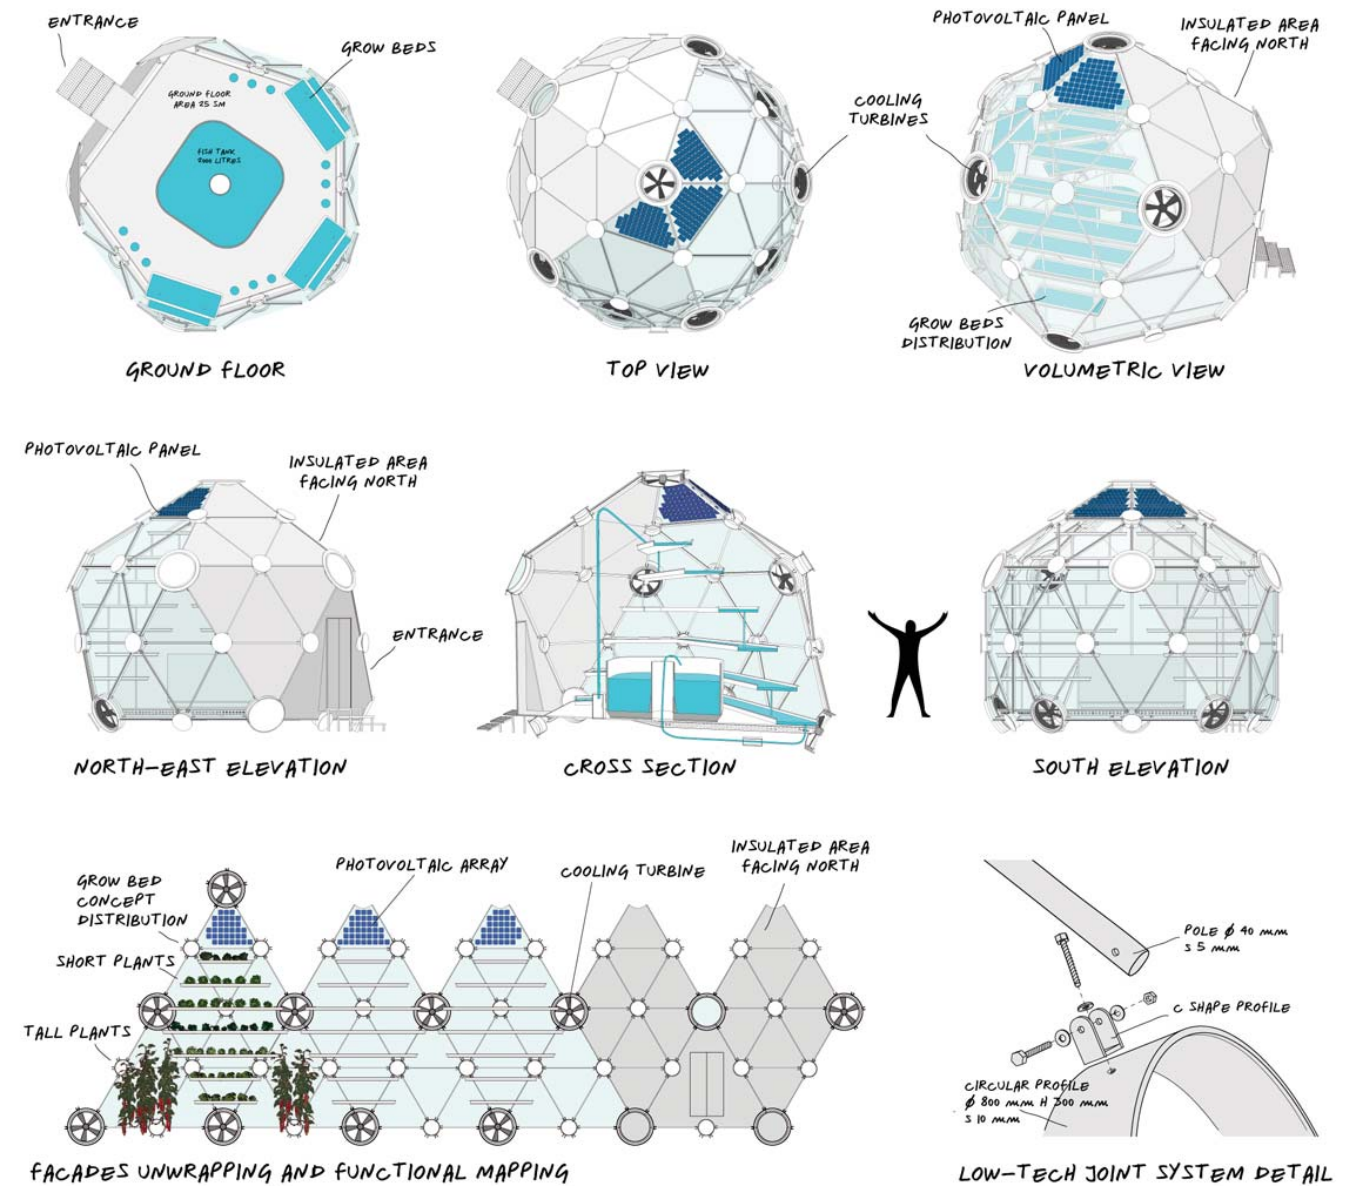 ENTRANCE
GROW BEDS
GROUND FLOOR
AREA 25 SM
FISH TANK
2000 LITRES
GROUND FLOOR
TOP VIEW
COOLING
TURBINES
PHOTOVOLTAIC PANEL
INSULATED AREA
FACING NORTH
GROW BEDS
DISTRIBUTION
VOLUMETRIC VIEW
PHOTOVOLTAIC PANEL
INSULATED AREA
FACING NORTH
ENTRANCE
NORTH-EAST ELEVATION
CROSS SECTION
SOUTH ELEVATION
GROW BED
CONCEPT
DISTRIBUTION
SHORT PLANTS
TALL PLANTS
PHOTOVOLTAIC ARRAY
COOLING TURBINE
INSULATED AREA
FACING NORTH
FACADES UNWRAPPING AND FUNCTIONAL MAPPING
POLE Ø 40 mm
S 5 mm
C SHAPE PROFILE
CIRCULAR PROFILE
Ø 800 mm H 300 mm
S 10 mm
LOW-TECH JOINT SYSTEM DETAIL